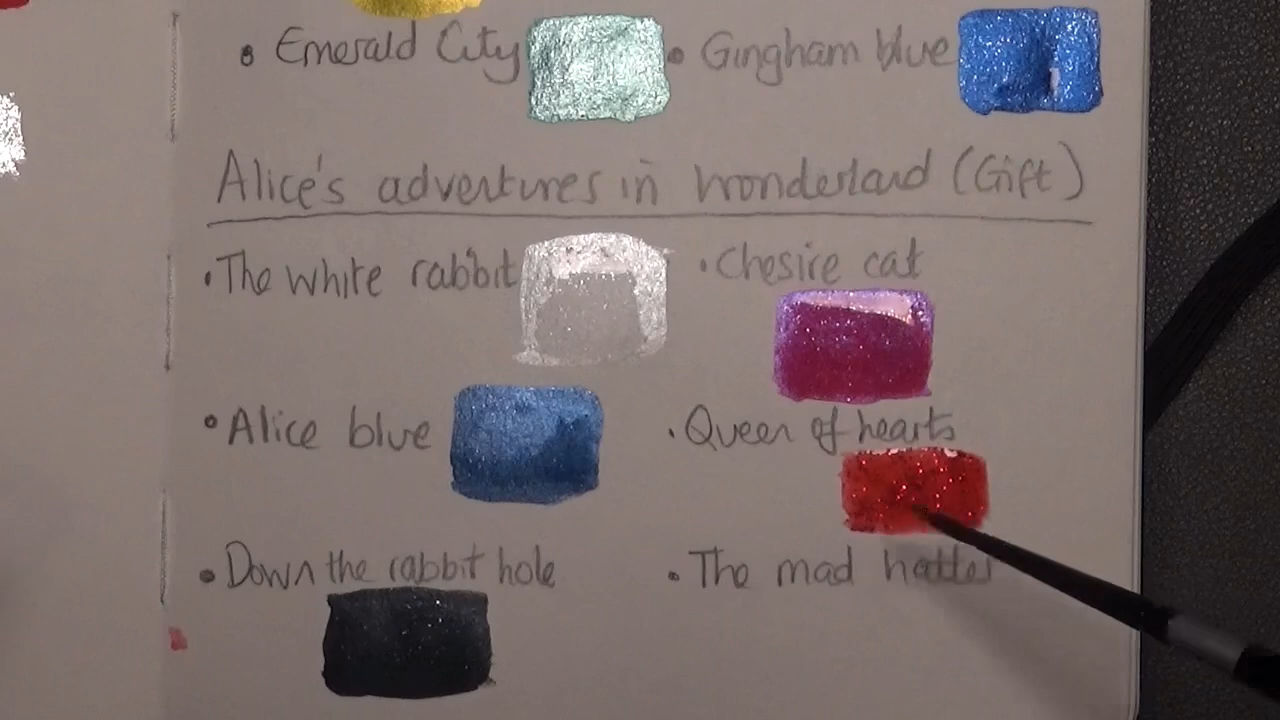 • Emerald City • Gingham blue
Alice's adventures in wonderland (Gift)
• The white rabbit • Chesire cat
• Alice blue • Queen of hearts
• Down the rabbit hole • The mad hatter